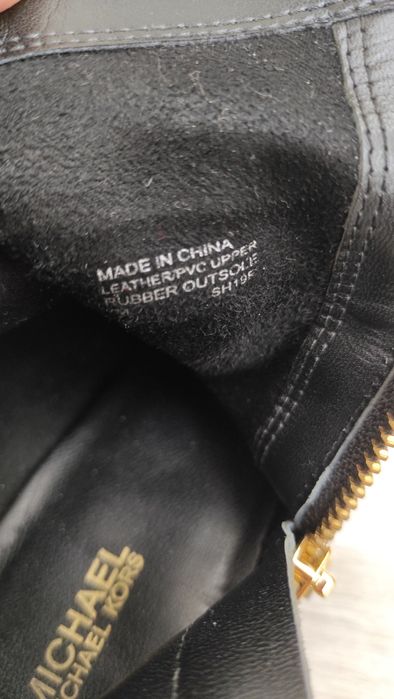 MADE IN CHINA
LEATHER/PVC UPPER
RUBBER OUTSOLE
MICHAEL
MICHAEL KORS